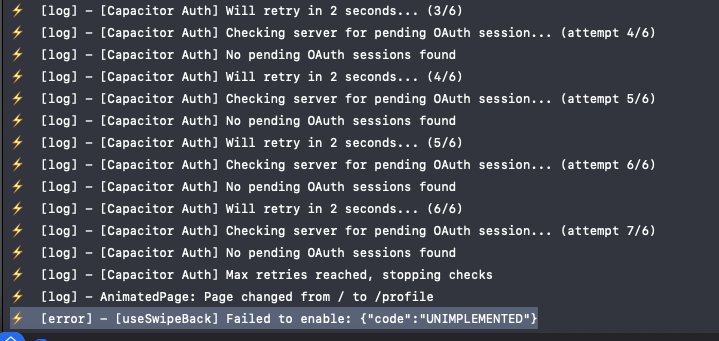 ⚡ [log] - [Capacitor Auth] Will retry in 2 seconds... (3/6)
⚡ [log] - [Capacitor Auth] Checking server for pending OAuth session... (attempt 4/6)
⚡ [log] - [Capacitor Auth] No pending OAuth sessions found
⚡ [log] - [Capacitor Auth] Will retry in 2 seconds... (4/6)
⚡ [log] - [Capacitor Auth] Checking server for pending OAuth session... (attempt 5/6)
⚡ [log] - [Capacitor Auth] No pending OAuth sessions found
⚡ [log] - [Capacitor Auth] Will retry in 2 seconds... (5/6)
⚡ [log] - [Capacitor Auth] Checking server for pending OAuth session... (attempt 6/6)
⚡ [log] - [Capacitor Auth] No pending OAuth sessions found
⚡ [log] - [Capacitor Auth] Will retry in 2 seconds... (6/6)
⚡ [log] - [Capacitor Auth] Checking server for pending OAuth session... (attempt 7/6)
⚡ [log] - [Capacitor Auth] No pending OAuth sessions found
⚡ [log] - [Capacitor Auth] Max retries reached, stopping checks
⚡ [log] - AnimatedPage: Page changed from / to /profile
⚡ [error] - [useSwipeBack] Failed to enable: {"code":"UNIMPLEMENTED"}